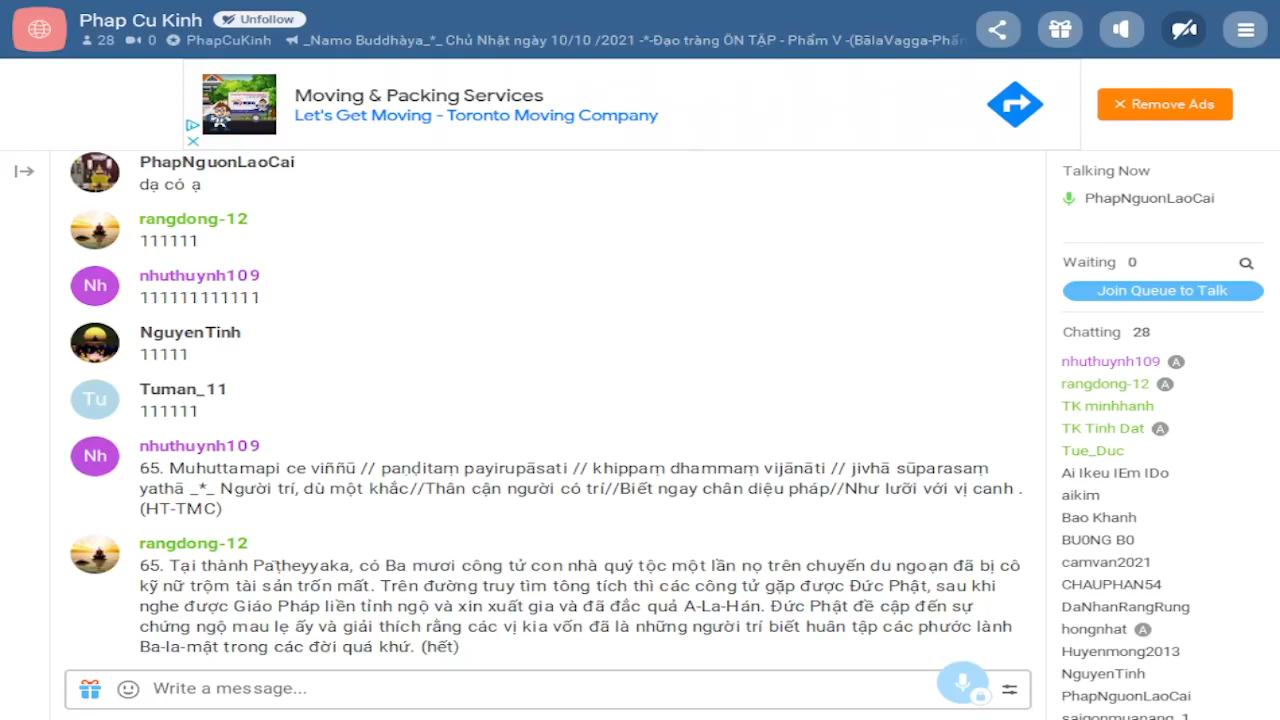 Phap Cu Kinh Unfollow
28 0 PhapCuKinh _Namo Buddhàya_*_ Chủ Nhật ngày 10/10 /2021 -*-Đạo tràng ÔN TẬP - Phẩm V -(BālaVagga-Phẩm
Moving & Packing Services
Let's Get Moving - Toronto Moving Company
Remove Ads
PhapNguonLaoCai
dạ có ạ
rangdong-12
111111
Nh
nhuthuynh109
111111111111
NguyenTinh
11111
Tu
Tuman_11
111111
Nh
nhuthuynh109
65. Muhuttamapi ce viññū // paṇḍitaṃ payirupāsati // khippaṃ dhammaṃ vijānāti // jivhā sūparasaṃ
yathā _*_ Người trí, dù một khắc//Thân cận người có trí//Biết ngay chân diệu pháp//Như lưỡi với vị canh .
(HT-TMC)
rangdong-12
65. Tại thành Paṭheyyaka, có Ba mươi công tử con nhà quý tộc một lần nọ trên chuyến du ngoạn đã bị cô
kỹ nữ trộm tài sản trốn mất. Trên đường truy tìm tông tích thì các công tử gặp được Đức Phật, sau khi
nghe được Giáo Pháp liền tỉnh ngộ và xin xuất gia và đã đắc quả A-La-Hán. Đức Phật đề cập đến sự
chứng ngộ mau lẹ ấy và giải thích rằng các vị kia vốn đã là những người trí biết huân tập các phước lành
Ba-la-mật trong các đời quá khứ. (hết)
Write a message...
Talking Now
PhapNguonLaoCai
Waiting 0
Join Queue to Talk
Chatting 28
nhuthuynh109 A
rangdong-12 A
TK minhhanh
TK Tinh Dat A
Tue_Duc
Ai Ikeu IEm IDo
aikim
Bao Khanh
BU0NG B0
camvan2021
CHAUPHAN54
DaNhanRangRung
hongnhat A
Huyenmong2013
NguyenTinh
PhapNguonLaoCai
saigonmuanang_1